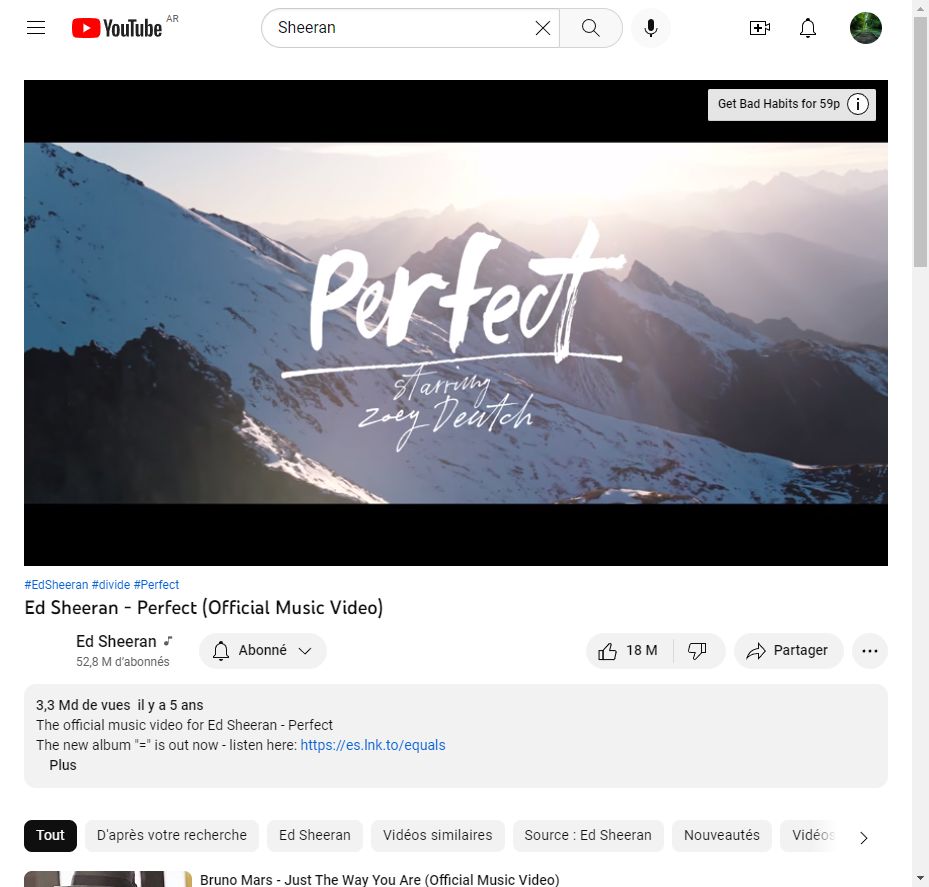 YouTube AR
Sheeran
Get Bad Habits for 59p
Perfect
starring
Zoey Deutch
#EdSheeran #divide #Perfect
Ed Sheeran - Perfect (Official Music Video)
Ed Sheeran
52,8 M d’abonnés
Abonné
18 M
Partager
3,3 Md de vues il y a 5 ans
The official music video for Ed Sheeran - Perfect
The new album "=" is out now - listen here: https://es.lnk.to/equals
Plus
Tout
D'après votre recherche
Ed Sheeran
Vidéos similaires
Source : Ed Sheeran
Nouveautés
Vidéos
Bruno Mars - Just The Way You Are (Official Music Video)